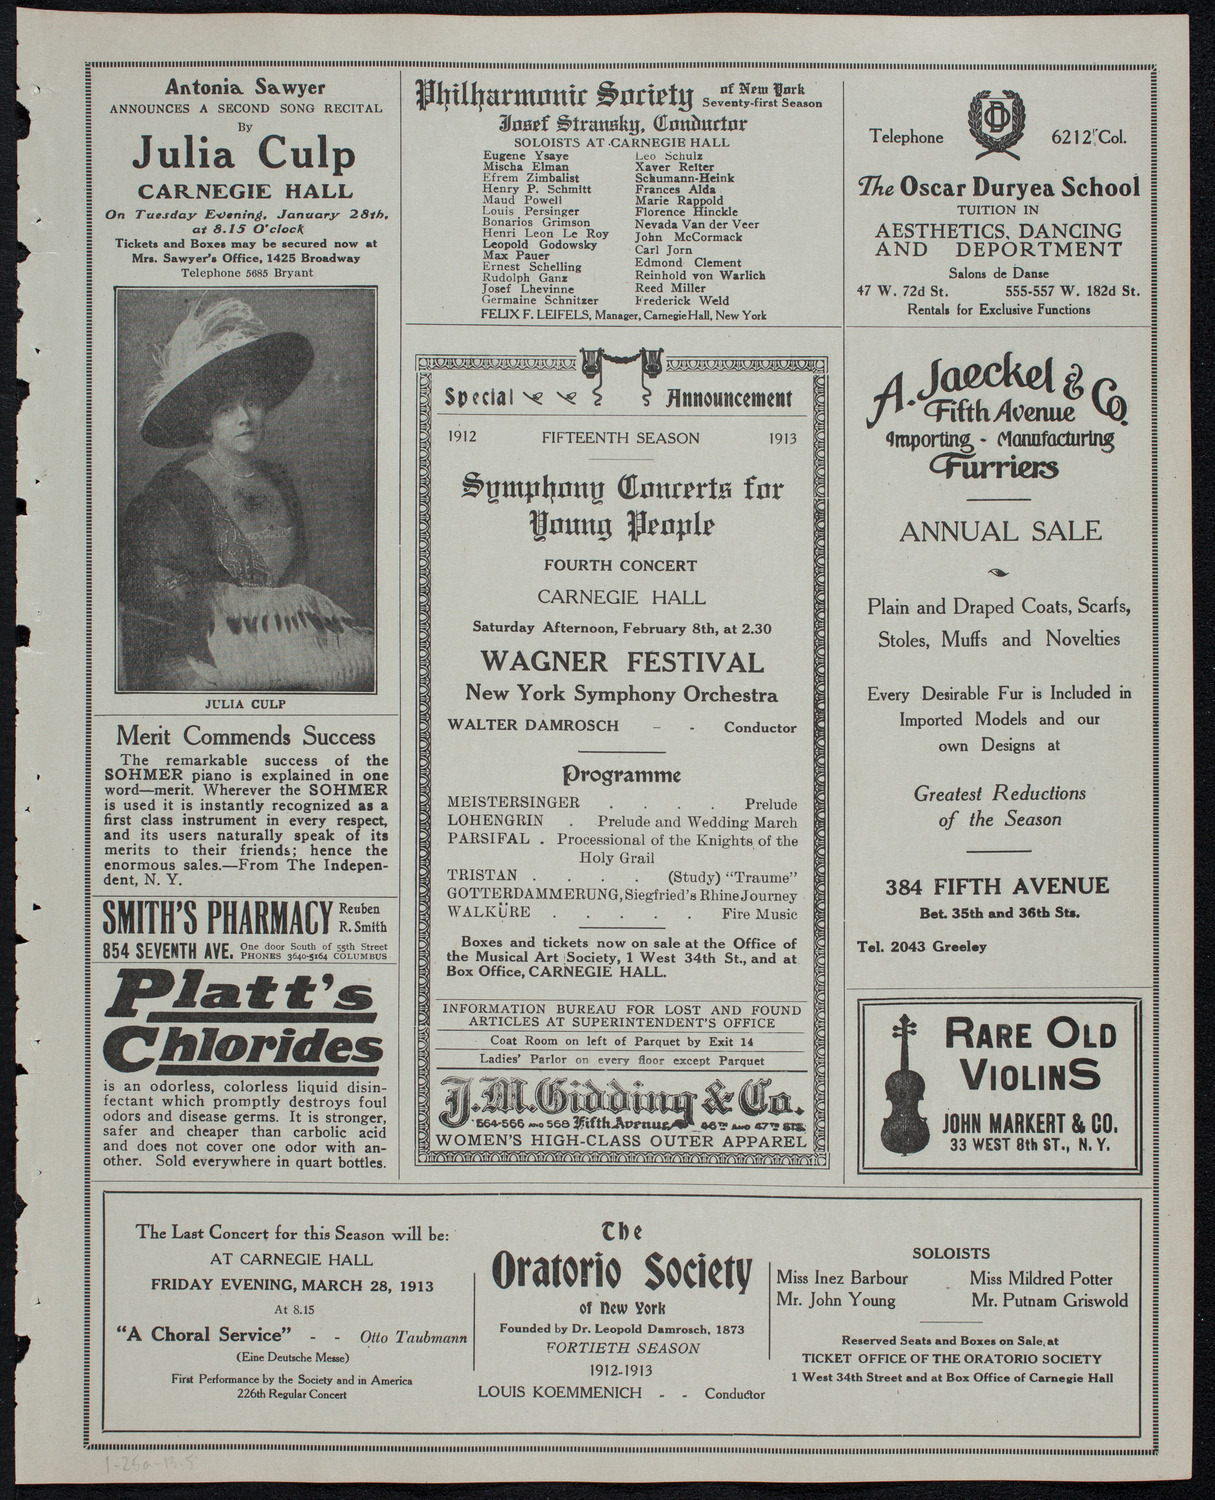 Antonia Sawyer
ANNOUNCES A SECOND SONG RECITAL
By
Julia Culp
CARNEGIE HALL
On Tuesday Evening, January 28th,
at 8.15 O'clock
Tickets and Boxes may be secured now at
Mrs. Sawyer's Office, 1425 Broadway
Telephone 5685 Bryant
JULIA CULP
Merit Commends Success
The remarkable success of the
SOHMER piano is explained in one
word—merit. Wherever the SOHMER
is used it is instantly recognized as a
first class instrument in every respect,
and its users naturally speak of its
merits to their friends; hence the
enormous sales.—From The Indepen-
dent, N. Y.
SMITH'S PHARMACY Reuben
R. Smith
854 SEVENTH AVE. One door South of 55th Street
PHONES 3640-5164 COLUMBUS
Platt's
Chlorides
is an odorless, colorless liquid disin-
fectant which promptly destroys foul
odors and disease germs. It is stronger,
safer and cheaper than carbolic acid
and does not cover one odor with an-
other. Sold everywhere in quart bottles.
Philharmonic Society of New York
Seventy-first Season
Josef Stransky, Conductor
SOLOISTS AT CARNEGIE HALL
Eugene Ysaye
Mischa Elman
Efrem Zimbalist
Henry P. Schmitt
Maud Powell
Louis Persinger
Bonarios Grimson
Henri Leon Le Roy
Leopold Godowsky
Max Pauer
Ernest Schelling
Rudolph Ganz
Josef Lhevinne
Germaine Schnitzer
Leo Schulz
Xaver Reiter
Schumann-Heink
Frances Alda
Marie Rappold
Florence Hinckle
Nevada Van der Veer
John McCormack
Carl Jorn
Edmond Clement
Reinhold von Warlich
Reed Miller
Frederick Weld
FELIX F. LEIFELS, Manager, Carnegie Hall, New York
Special Announcement
1912 FIFTEENTH SEASON 1913
Symphony Concerts for
Young People
FOURTH CONCERT
CARNEGIE HALL
Saturday Afternoon, February 8th, at 2.30
WAGNER FESTIVAL
New York Symphony Orchestra
WALTER DAMROSCH - - Conductor
Programme
MEISTERSINGER . . . . Prelude
LOHENGRIN . Prelude and Wedding March
PARSIFAL . Processional of the Knights of the
Holy Grail
TRISTAN . . . . (Study) "Traume"
GOTTERDAMMERUNG, Siegfried's Rhine Journey
WALKÜRE . . . . . Fire Music
Boxes and tickets now on sale at the Office of
the Musical Art Society, 1 West 34th St., and at
Box Office, CARNEGIE HALL.
INFORMATION BUREAU FOR LOST AND FOUND
ARTICLES AT SUPERINTENDENT'S OFFICE
Coat Room on left of Parquet by Exit 14
Ladies' Parlor on every floor except Parquet
J. M. Gidding & Co.
564-566 AND 568 Fifth Avenue 46TH AND 47TH STS.
WOMEN'S HIGH-CLASS OUTER APPAREL
Telephone OD 6212 Col.
The Oscar Duryea School
TUITION IN
AESTHETICS, DANCING
AND DEPORTMENT
Salons de Danse
47 W. 72d St. 555-557 W. 182d St.
Rentals for Exclusive Functions
A. Jaeckel & Co.
Fifth Avenue
Importing - Manufacturing
Furriers
ANNUAL SALE
Plain and Draped Coats, Scarfs,
Stoles, Muffs and Novelties
Every Desirable Fur is Included in
Imported Models and our
own Designs at
Greatest Reductions
of the Season
384 FIFTH AVENUE
Bet. 35th and 36th Sts.
Tel. 2043 Greeley
RARE OLD
VIOLINS
JOHN MARKERT & CO.
33 WEST 8th ST., N. Y.
The Last Concert for this Season will be:
AT CARNEGIE HALL
FRIDAY EVENING, MARCH 28, 1913
At 8.15
"A Choral Service" - - Otto Taubmann
(Eine Deutsche Messe)
First Performance by the Society and in America
226th Regular Concert
The
Oratorio Society
of New York
Founded by Dr. Leopold Damrosch, 1873
FORTIETH SEASON
1912-1913
LOUIS KOEMMENICH - - Conductor
SOLOISTS
Miss Inez Barbour Miss Mildred Potter
Mr. John Young Mr. Putnam Griswold
Reserved Seats and Boxes on Sale at
TICKET OFFICE OF THE ORATORIO SOCIETY
1 West 34th Street and at Box Office of Carnegie Hall